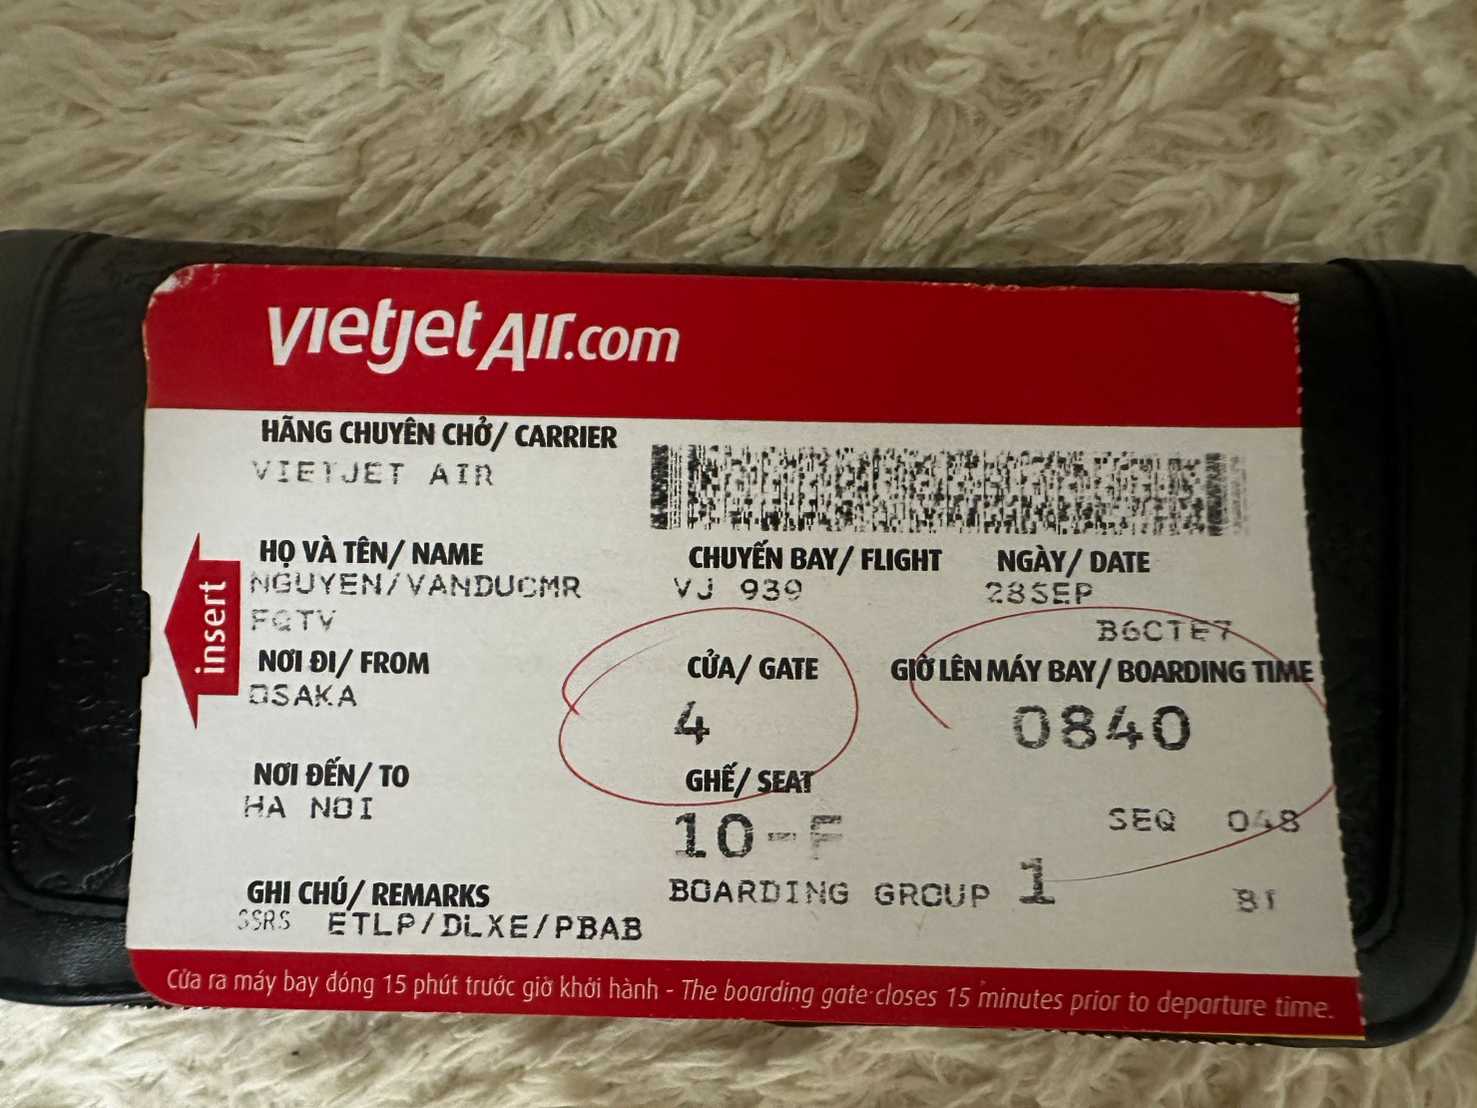 vietjetAir.com
HÃNG CHUYÊN CHỞ/ CARRIER
VIETJET AIR
HỌ VÀ TÊN/ NAME
NGUYEN/VANDUCMR
FQTV
CHUYẾN BAY/ FLIGHT
VJ 939
NGÀY/ DATE
28SEP
B6CTE7
insert
NƠI ĐI/ FROM
OSAKA
CỬA/ GATE
4
GIỜ LÊN MÁY BAY/ BOARDING TIME
0840
NƠI ĐẾN/ TO
HA NOI
GHẾ/ SEAT
10-F
SEQ 048
GHI CHÚ/ REMARKS
SSRS ETLP/DLXE/PBAB
BOARDING GROUP 1
B1
Cửa ra máy bay đóng 15 phút trước giờ khởi hành - The boarding gate closes 15 minutes prior to departure time.